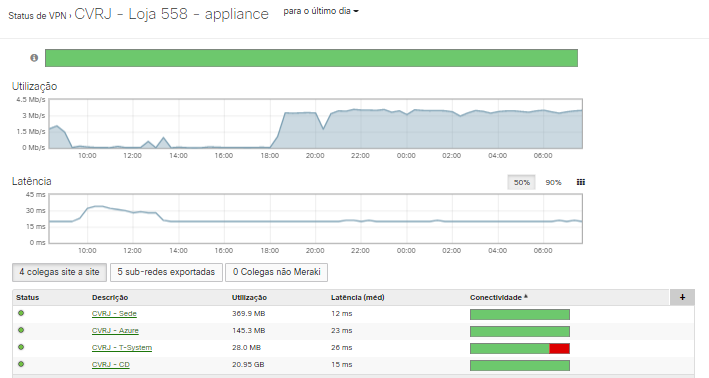 Status de VPN › CVRJ - Loja 558 - appliance para o último dia
Utilização
4.5 Mb/s
3 Mb/s
1.5 Mb/s
0 Mb/s
10:00 12:00 14:00 16:00 18:00 20:00 22:00 00:00 02:00 04:00 06:00
Latência 50% 90%
45 ms
30 ms
15 ms
0 ms
10:00 12:00 14:00 16:00 18:00 20:00 22:00 00:00 02:00 04:00 06:00
4 colegas site a site 5 sub-redes exportadas 0 Colegas não Meraki
Status Descrição Utilização Latência (méd) Conectividade +
CVRJ - Sede 369.9 MB 12 ms
CVRJ - Azure 145.3 MB 23 ms
CVRJ - T-System 28.0 MB 26 ms
CVRJ - CD 20.95 GB 15 ms